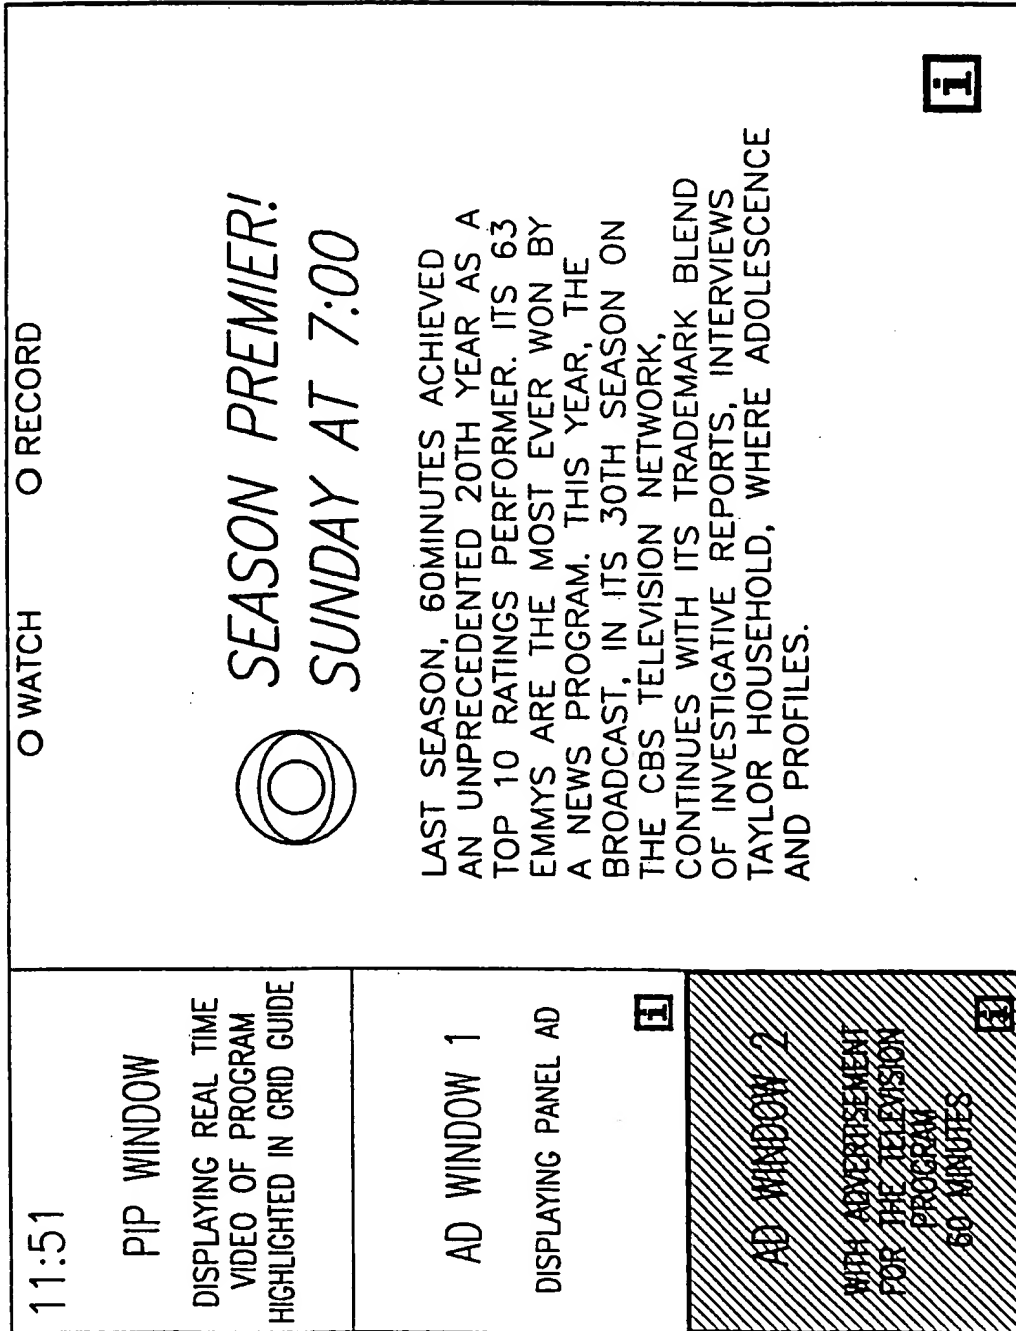 11:51
PIP WINDOW
DISPLAYING REAL TIME
VIDEO OF PROGRAM
HIGHLIGHTED IN GRID GUIDE
AD WINDOW 1
DISPLAYING PANEL AD
i
AD WINDOW 2
WITH ADVERTISEMENT
FOR THE TELEVISION
PROGRAM
60 MINUTES
i
O WATCH
O RECORD
SEASON PREMIER!
SUNDAY AT 7:00
LAST SEASON, 60MINUTES ACHIEVED
AN UNPRECEDENTED 20TH YEAR AS A
TOP 10 RATINGS PERFORMER. ITS 63
EMMYS ARE THE MOST EVER WON BY
A NEWS PROGRAM. THIS YEAR, THE
BROADCAST, IN ITS 30TH SEASON ON
THE CBS TELEVISION NETWORK,
CONTINUES WITH ITS TRADEMARK BLEND
OF INVESTIGATIVE REPORTS, INTERVIEWS
TAYLOR HOUSEHOLD, WHERE ADOLESCENCE
AND PROFILES.
i